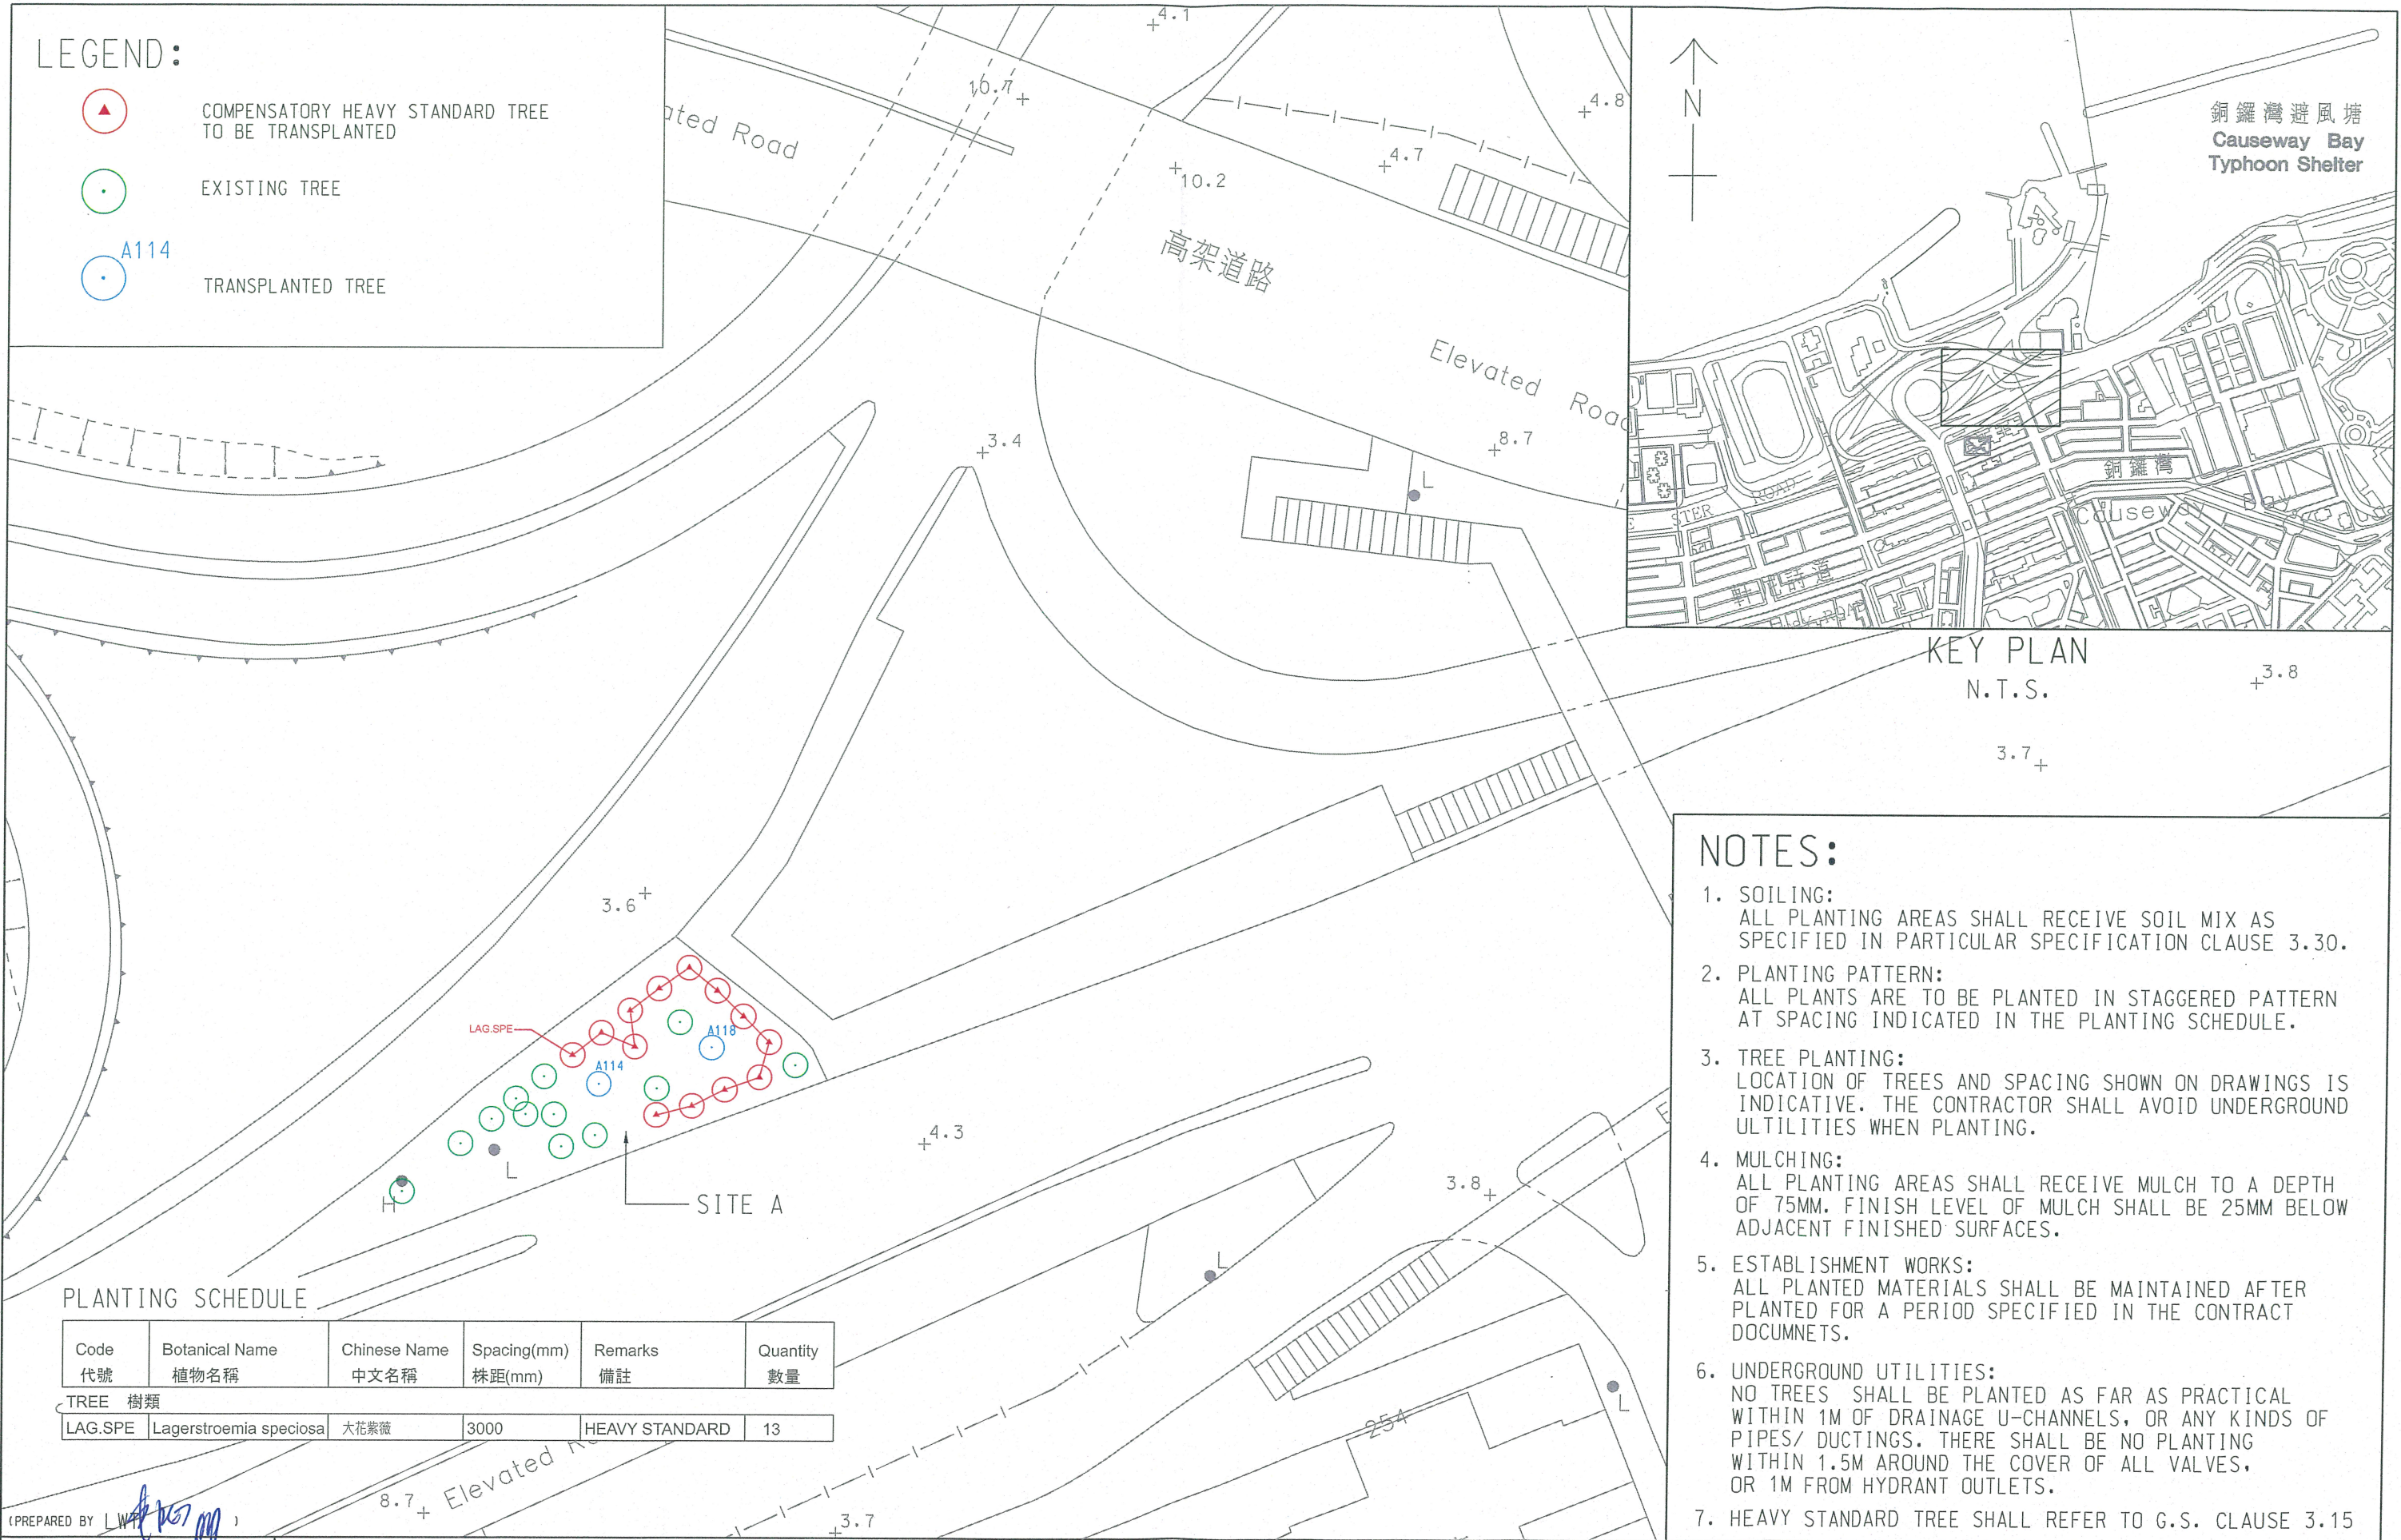 LEGEND:
COMPENSATORY HEAVY STANDARD TREE
TO BE TRANSPLANTED
EXISTING TREE
A114
TRANSPLANTED TREE
4.1
16.7
4.8
4.7
10.2
ated Road
高架道路
Elevated Road
3.4
8.7
L
N
銅鑼灣避風塘
Causeway Bay
Typhoon Shelter
STER ROAD
銅鑼灣
Causeway Bay
ROAD
KEY PLAN
N.T.S.
3.8
3.7
3.6
LAG.SPE
A118
A114
L
H
SITE A
4.3
3.8
L
E
L
254
8.7
Elevated
3.7
PLANTING SCHEDULE
Code Botanical Name Chinese Name Spacing(mm) Remarks Quantity
代號 植物名稱 中文名稱 株距(mm) 備註 數量
TREE 樹類
LAG.SPE Lagerstroemia speciosa 大花紫薇 3000 HEAVY STANDARD 13
(PREPARED BY LWT )
NOTES:
1. SOILING:
ALL PLANTING AREAS SHALL RECEIVE SOIL MIX AS
SPECIFIED IN PARTICULAR SPECIFICATION CLAUSE 3.30.
2. PLANTING PATTERN:
ALL PLANTS ARE TO BE PLANTED IN STAGGERED PATTERN
AT SPACING INDICATED IN THE PLANTING SCHEDULE.
3. TREE PLANTING:
LOCATION OF TREES AND SPACING SHOWN ON DRAWINGS IS
INDICATIVE. THE CONTRACTOR SHALL AVOID UNDERGROUND
ULTILITIES WHEN PLANTING.
4. MULCHING:
ALL PLANTING AREAS SHALL RECEIVE MULCH TO A DEPTH
OF 75MM. FINISH LEVEL OF MULCH SHALL BE 25MM BELOW
ADJACENT FINISHED SURFACES.
5. ESTABLISHMENT WORKS:
ALL PLANTED MATERIALS SHALL BE MAINTAINED AFTER
PLANTED FOR A PERIOD SPECIFIED IN THE CONTRACT
DOCUMNETS.
6. UNDERGROUND UTILITIES:
NO TREES SHALL BE PLANTED AS FAR AS PRACTICAL
WITHIN 1M OF DRAINAGE U-CHANNELS, OR ANY KINDS OF
PIPES/ DUCTINGS. THERE SHALL BE NO PLANTING
WITHIN 1.5M AROUND THE COVER OF ALL VALVES,
OR 1M FROM HYDRANT OUTLETS.
7. HEAVY STANDARD TREE SHALL REFER TO G.S. CLAUSE 3.15